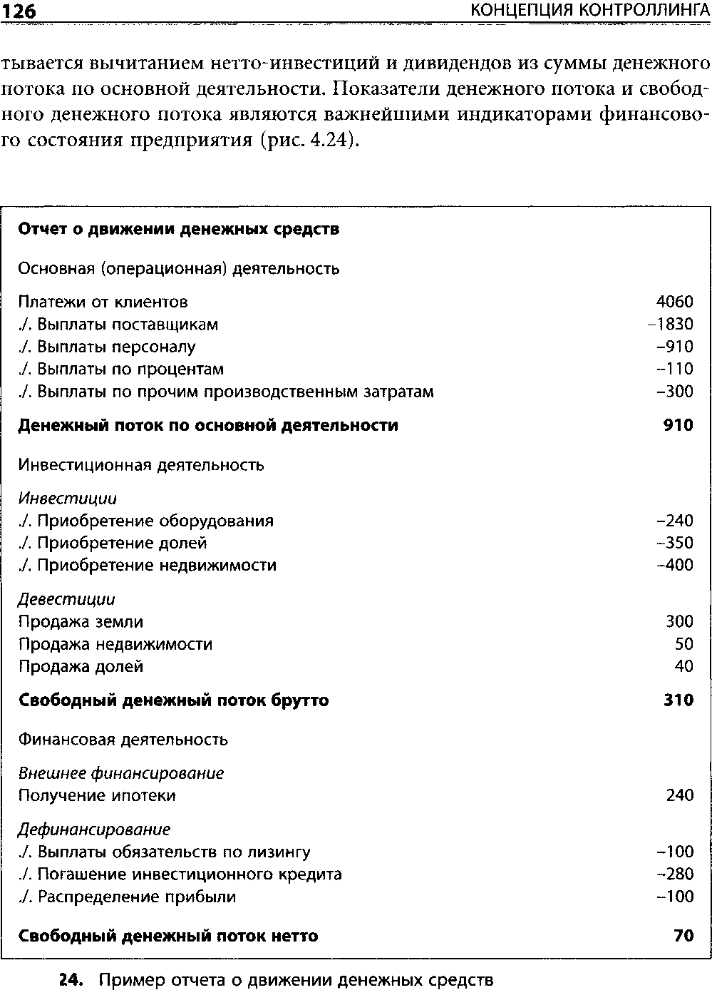 126 КОНЦЕПЦИЯ КОНТРОЛЛИНГА
тывается вычитанием нетто-инвестиций и дивидендов из суммы денежного
потока по основной деятельности. Показатели денежного потока и свобод-
ного денежного потока являются важнейшими индикаторами финансово-
го состояния предприятия (рис. 4.24).
Отчет о движении денежных средств
Основная (операционная) деятельность
Платежи от клиентов 4060
./. Выплаты поставщикам –1830
./. Выплаты персоналу –910
./. Выплаты по процентам –110
./. Выплаты по прочим производственным затратам –300
Денежный поток по основной деятельности 910
Инвестиционная деятельность
Инвестиции
./. Приобретение оборудования –240
./. Приобретение долей –350
./. Приобретение недвижимости –400
Девестиции
Продажа земли 300
Продажа недвижимости 50
Продажа долей 40
Свободный денежный поток брутто 310
Финансовая деятельность
Внешнее финансирование
Получение ипотеки 240
Дефинансирование
./. Выплаты обязательств по лизингу –100
./. Погашение инвестиционного кредита –280
./. Распределение прибыли –100
Свободный денежный поток нетто 70
24. Пример отчета о движении денежных средств